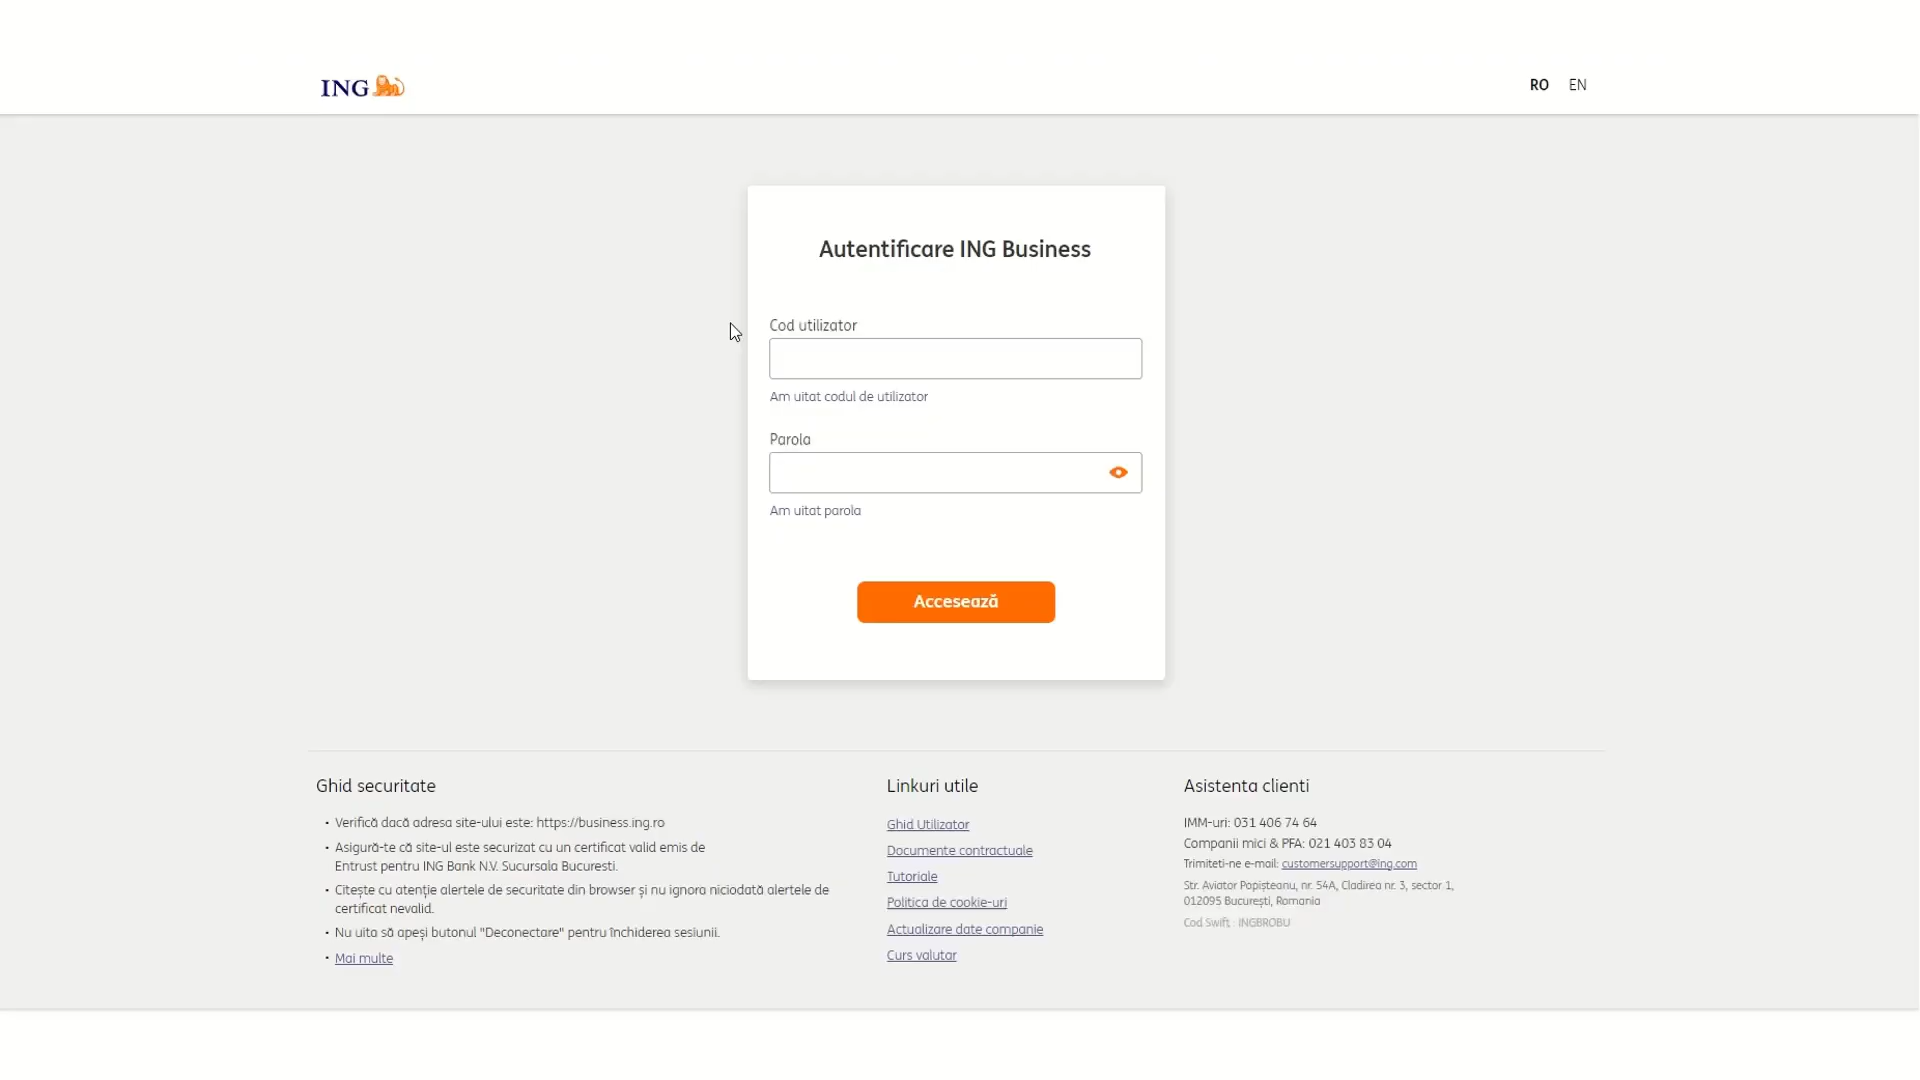 ING
RO EN
Autentificare ING Business
Cod utilizator
Am uitat codul de utilizator
Parola
Am uitat parola
Accesează
Ghid securitate
• Verifică dacă adresa site-ului este: https://business.ing.ro
• Asigură-te că site-ul este securizat cu un certificat valid emis de
Entrust pentru ING Bank N.V. Sucursala Bucuresti.
• Citește cu atenție alertele de securitate din browser și nu ignora niciodată alertele de
certificat nevalid.
• Nu uita să apeși butonul "Deconectare" pentru închiderea sesiunii.
• Mai multe
Linkuri utile
Ghid Utilizator
Documente contractuale
Tutoriale
Politica de cookie-uri
Actualizare date companie
Curs valutar
Asistenta clienti
IMM-uri: 031 406 74 64
Companii mici & PFA: 021 403 83 04
Trimiteti-ne e-mail: customersupport@ing.com
Str. Aviator Popișteanu, nr. 54A, Cladirea nr. 3, sector 1,
012095 București, Romania
Cod Swift : INGBROBU